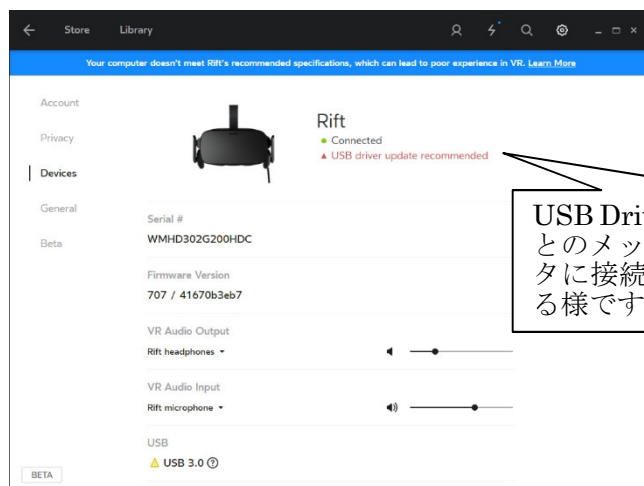 Store Library
Your computer doesn't meet Rift's recommended specifications, which can lead to poor experience in VR. Learn More
Account
Privacy
Devices
General
Beta
Rift
Connected
USB driver update recommended
Serial #
WMHD302G200HDC
Firmware Version
707 / 41670b3eb7
VR Audio Output
Rift headphones
VR Audio Input
Rift microphone
USB
USB 3.0
BETA
USB Dri
とのメッ
タに接続
る様です